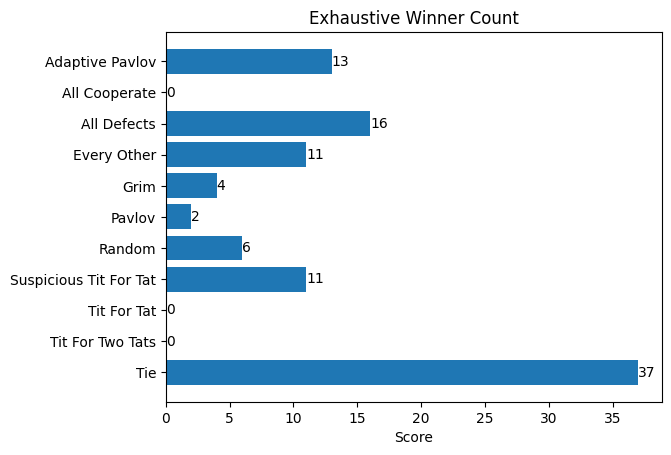 Exhaustive Winner Count
Adaptive Pavlov 13
All Cooperate 0
All Defects 16
Every Other 11
Grim 4
Pavlov 2
Random 6
Suspicious Tit For Tat 11
Tit For Tat 0
Tit For Two Tats 0
Tie 37
0 5 10 15 20 25 30 35
Score